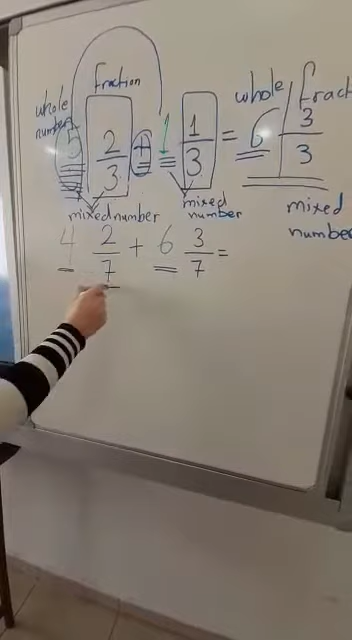 fraction
whole number
5 2/3 + 1 1/3 = 6 3/3
whole fract
mixed number
mixed number
mixed number
4 2/7 + 6 3/7 =